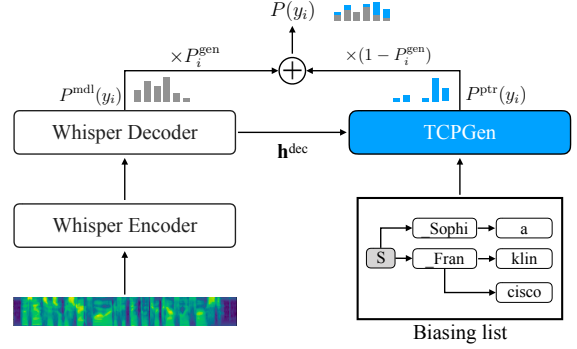 P(y_i)
×P_i^gen
×(1 − P_i^gen)
P^mdl(y_i)
P^ptr(y_i)
Whisper Decoder
h^dec
TCPGen
Whisper Encoder
_Sophi
a
S
_Fran
klin
cisco
Biasing list